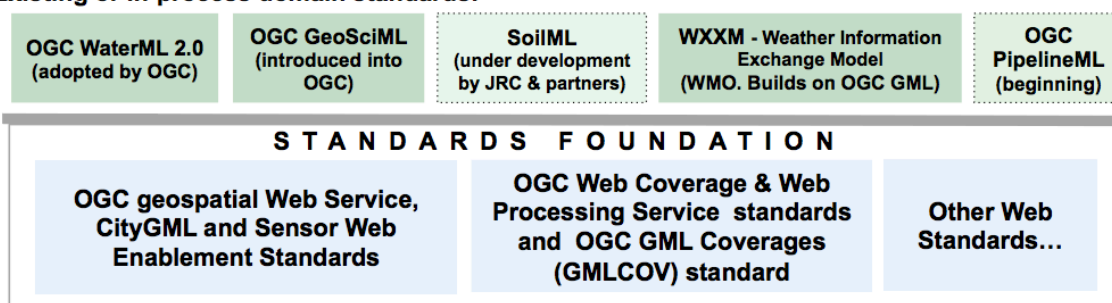 OGC WaterML 2.0
(adopted by OGC)
OGC GeoSciML
(introduced into
OGC)
SoilML
(under development
by JRC & partners)
WXXM - Weather Information
Exchange Model
(WMO. Builds on OGC GML)
OGC
PipelineML
(beginning)
STANDARDS FOUNDATION
OGC geospatial Web Service,
CityGML and Sensor Web
Enablement Standards
OGC Web Coverage & Web
Processing Service standards
and OGC GML Coverages
(GMLCOV) standard
Other Web
Standards…